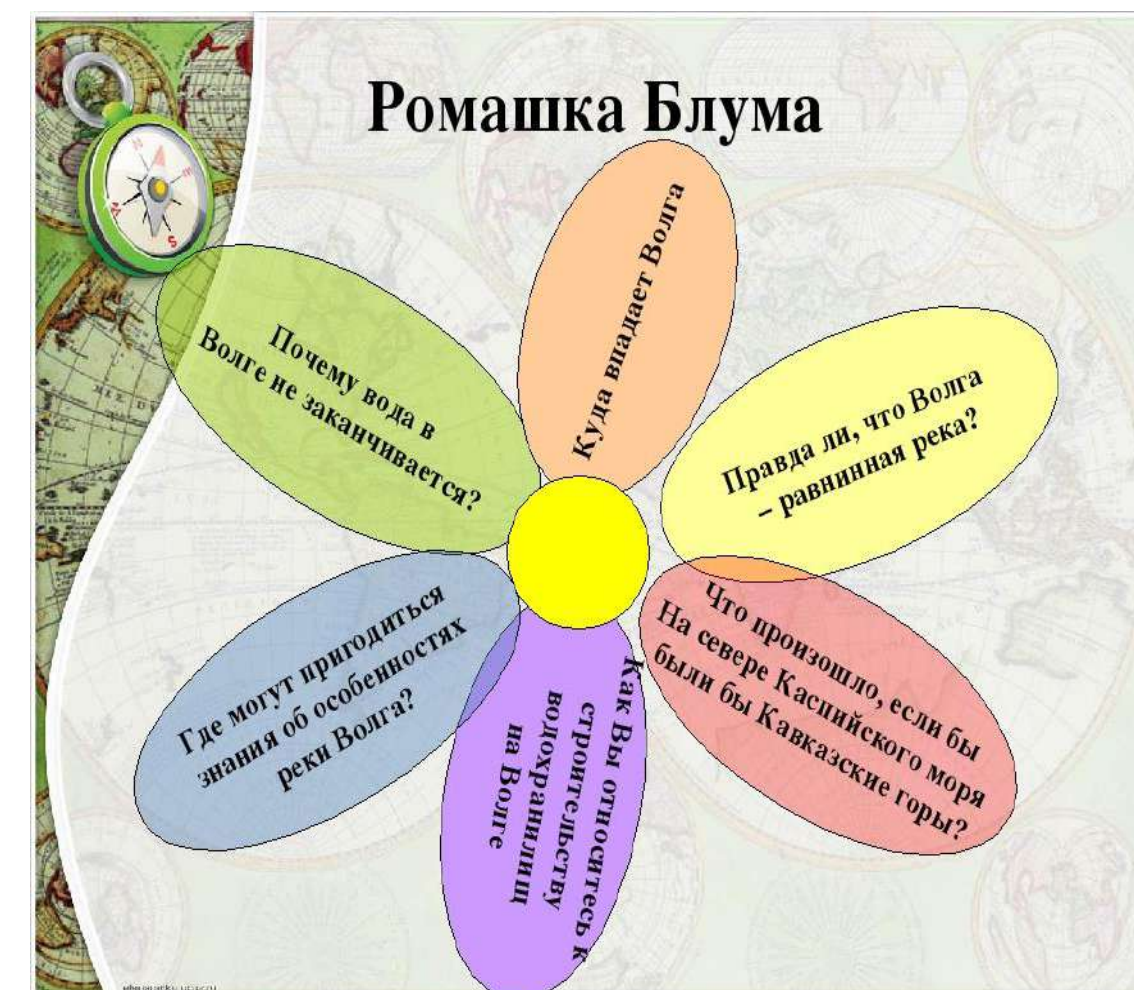 Ромашка Блума
Куда впадает Волга
Правда ли, что Волга
– равнинная река?
Что произошло, если бы
На севере Каспийского моря
были бы Кавказские горы?
Как Вы относитесь к
строительству
водохранилищ
на Волге
Где могут пригодиться
знания об особенностях
реки Волга?
Почему вода в
Волге не заканчивается?